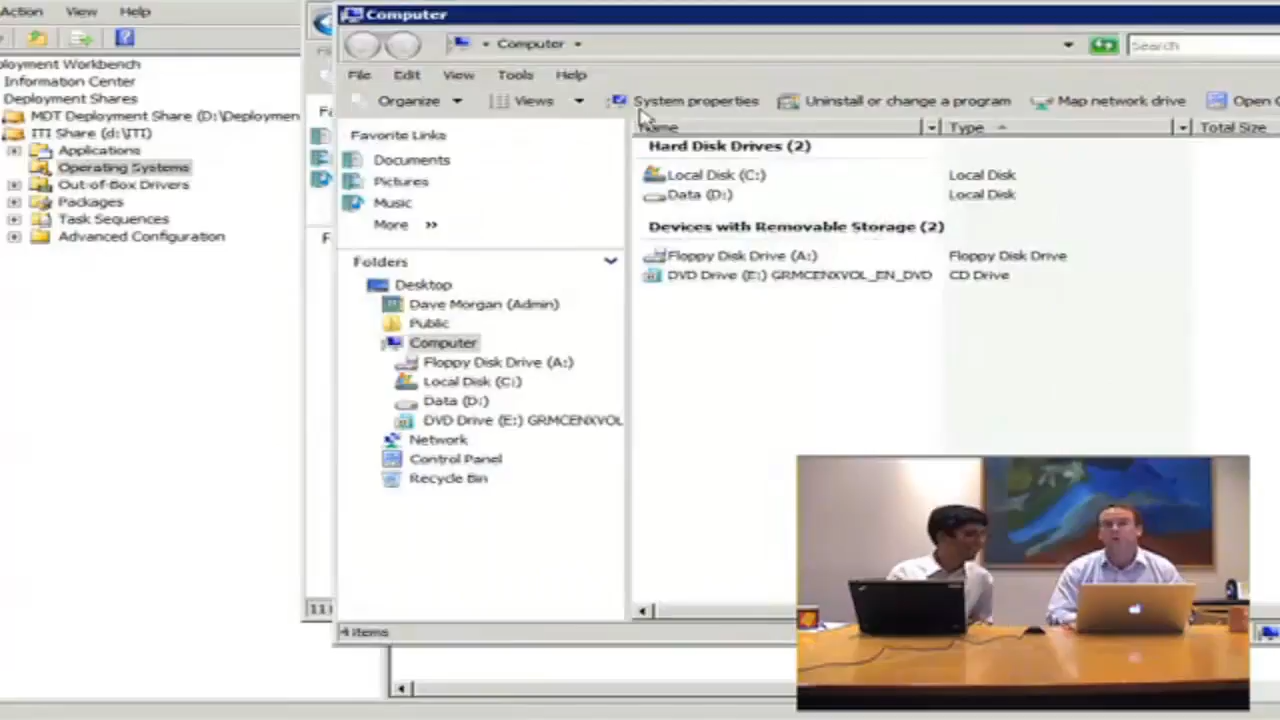 Action View Help
ployment Workbench
Information Center
Deployment Shares
MDT Deployment Share (D:\Deploymen
ITI Share (d:\ITI)
Applications
Operating Systems
Out-of-Box Drivers
Packages
Task Sequences
Advanced Configuration
11
Computer
Computer
Search
File Edit View Tools Help
Organize Views System properties Uninstall or change a program Map network drive Open
Favorite Links
Documents
Pictures
Music
More »
Folders
Desktop
Dave Morgan (Admin)
Public
Computer
Floppy Disk Drive (A:)
Local Disk (C:)
Data (D:)
DVD Drive (E:) GRMCENXVOL
Network
Control Panel
Recycle Bin
Name Type Total Size
Hard Disk Drives (2)
Local Disk (C:) Local Disk
Data (D:) Local Disk
Devices with Removable Storage (2)
Floppy Disk Drive (A:) Floppy Disk Drive
DVD Drive (E:) GRMCENXVOL_EN_DVD CD Drive
4 items